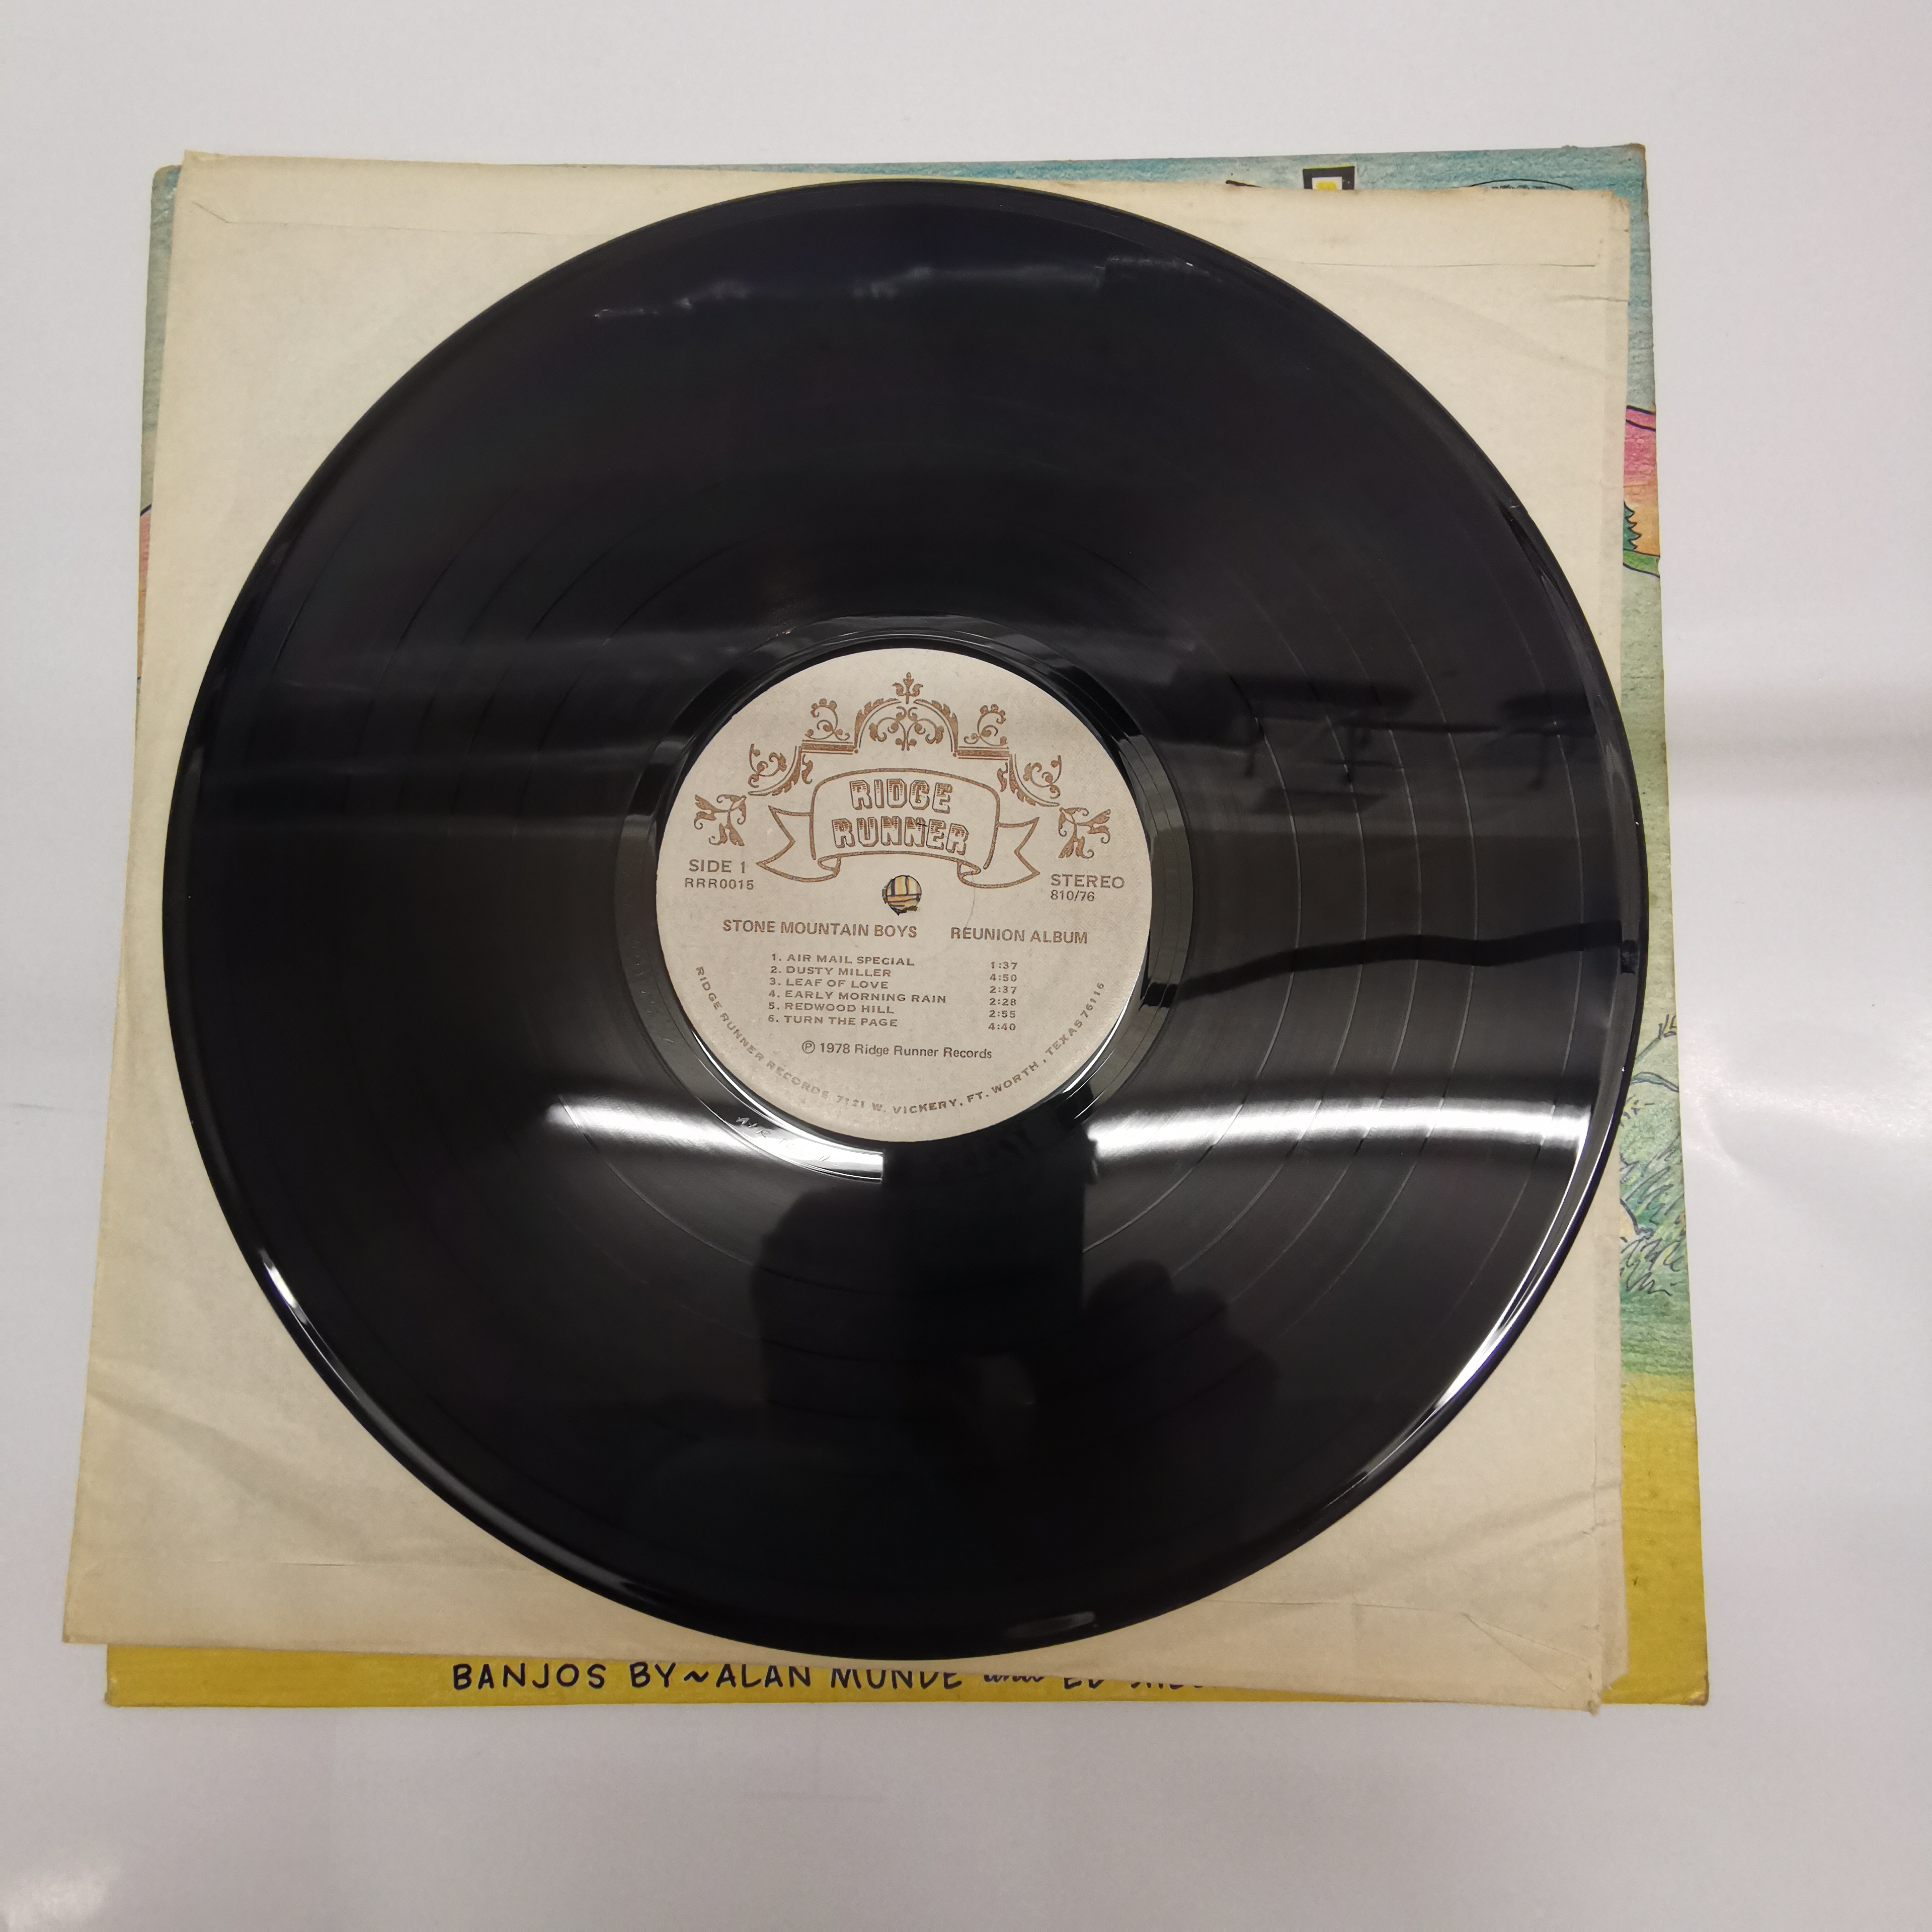 RIDGE
RUNNER
SIDE 1
RRR0015
STEREO
810/76
STONE MOUNTAIN BOYS REUNION ALBUM
1. AIR MAIL SPECIAL 1:37
2. DUSTY MILLER 4:50
3. LEAF OF LOVE 2:37
4. EARLY MORNING RAIN 2:28
5. REDWOOD HILL 2:55
6. TURN THE PAGE 4:40
℗ 1978 Ridge Runner Records
RIDGE RUNNER RECORDS, 7121 W. VICKERY, FT. WORTH, TEXAS 76116
BANJOS BY~ALAN MUNDE and